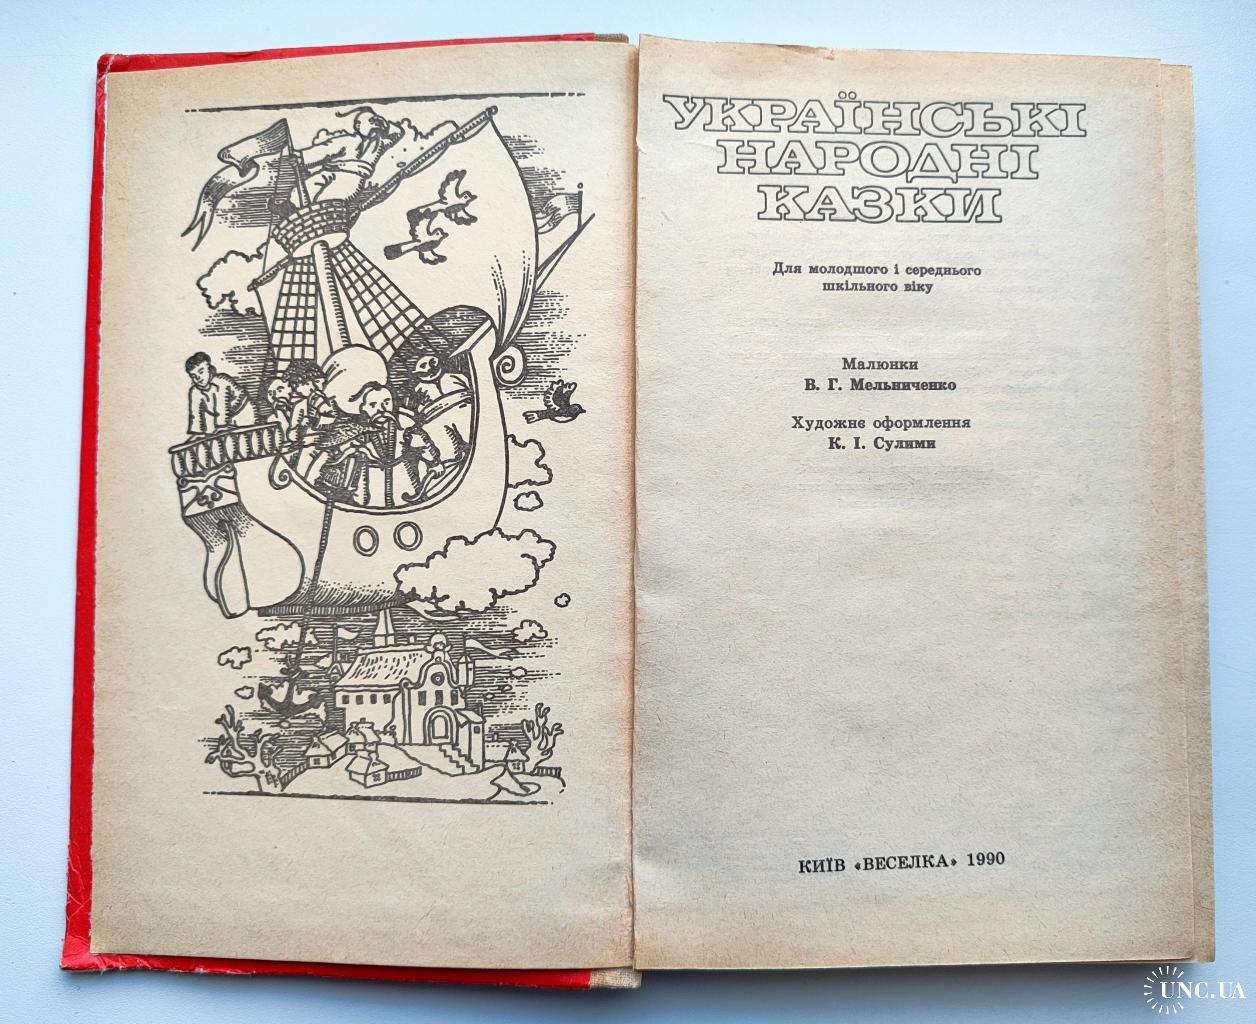 УКРАЇНСЬКІ
НАРОДНІ
КАЗКИ
Для молодшого і середнього
шкільного віку
Малюнки
В. Г. Мельниченко
Художнє оформлення
К. І. Сулими
КИЇВ «ВЕСЕЛКА» 1990
UNC.UA